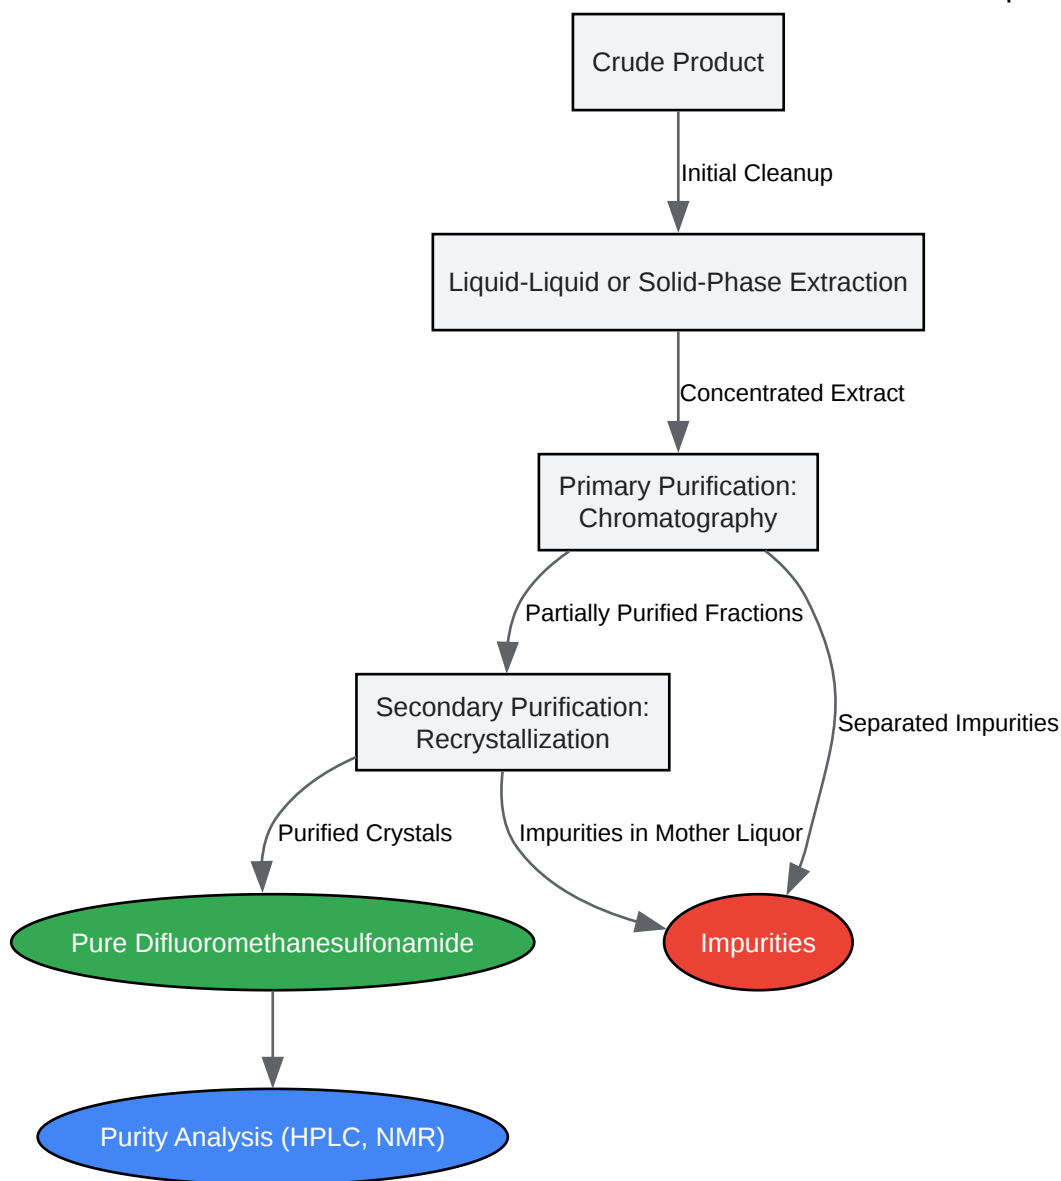 Crude Product
Initial Cleanup
Liquid-Liquid or Solid-Phase Extraction
Concentrated Extract
Primary Purification:
Chromatography
Partially Purified Fractions
Secondary Purification:
Recrystallization
Separated Impurities
Purified Crystals
Impurities in Mother Liquor
Pure Difluoromethanesulfonamide
Impurities
Purity Analysis (HPLC, NMR)